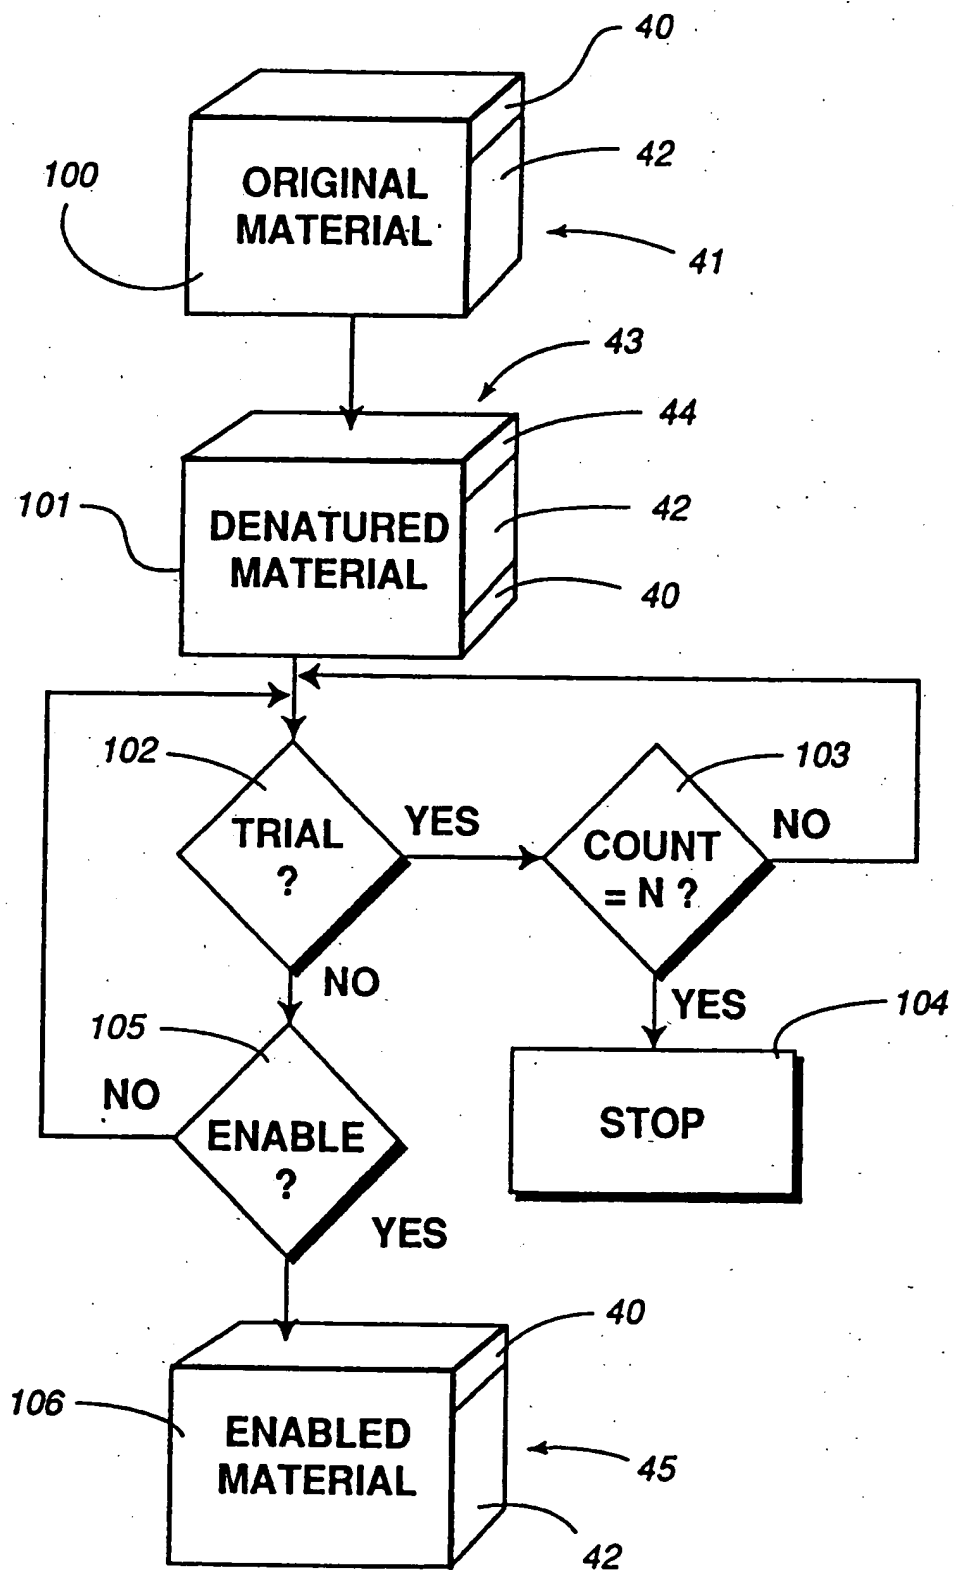 40
ORIGINAL
MATERIAL
42
100
41
43
44
101
DENATURED
MATERIAL
42
40
102
TRIAL
?
YES
103
COUNT
= N ?
NO
NO
YES
104
105
NO
ENABLE
?
STOP
YES
40
106
ENABLED
MATERIAL
45
42